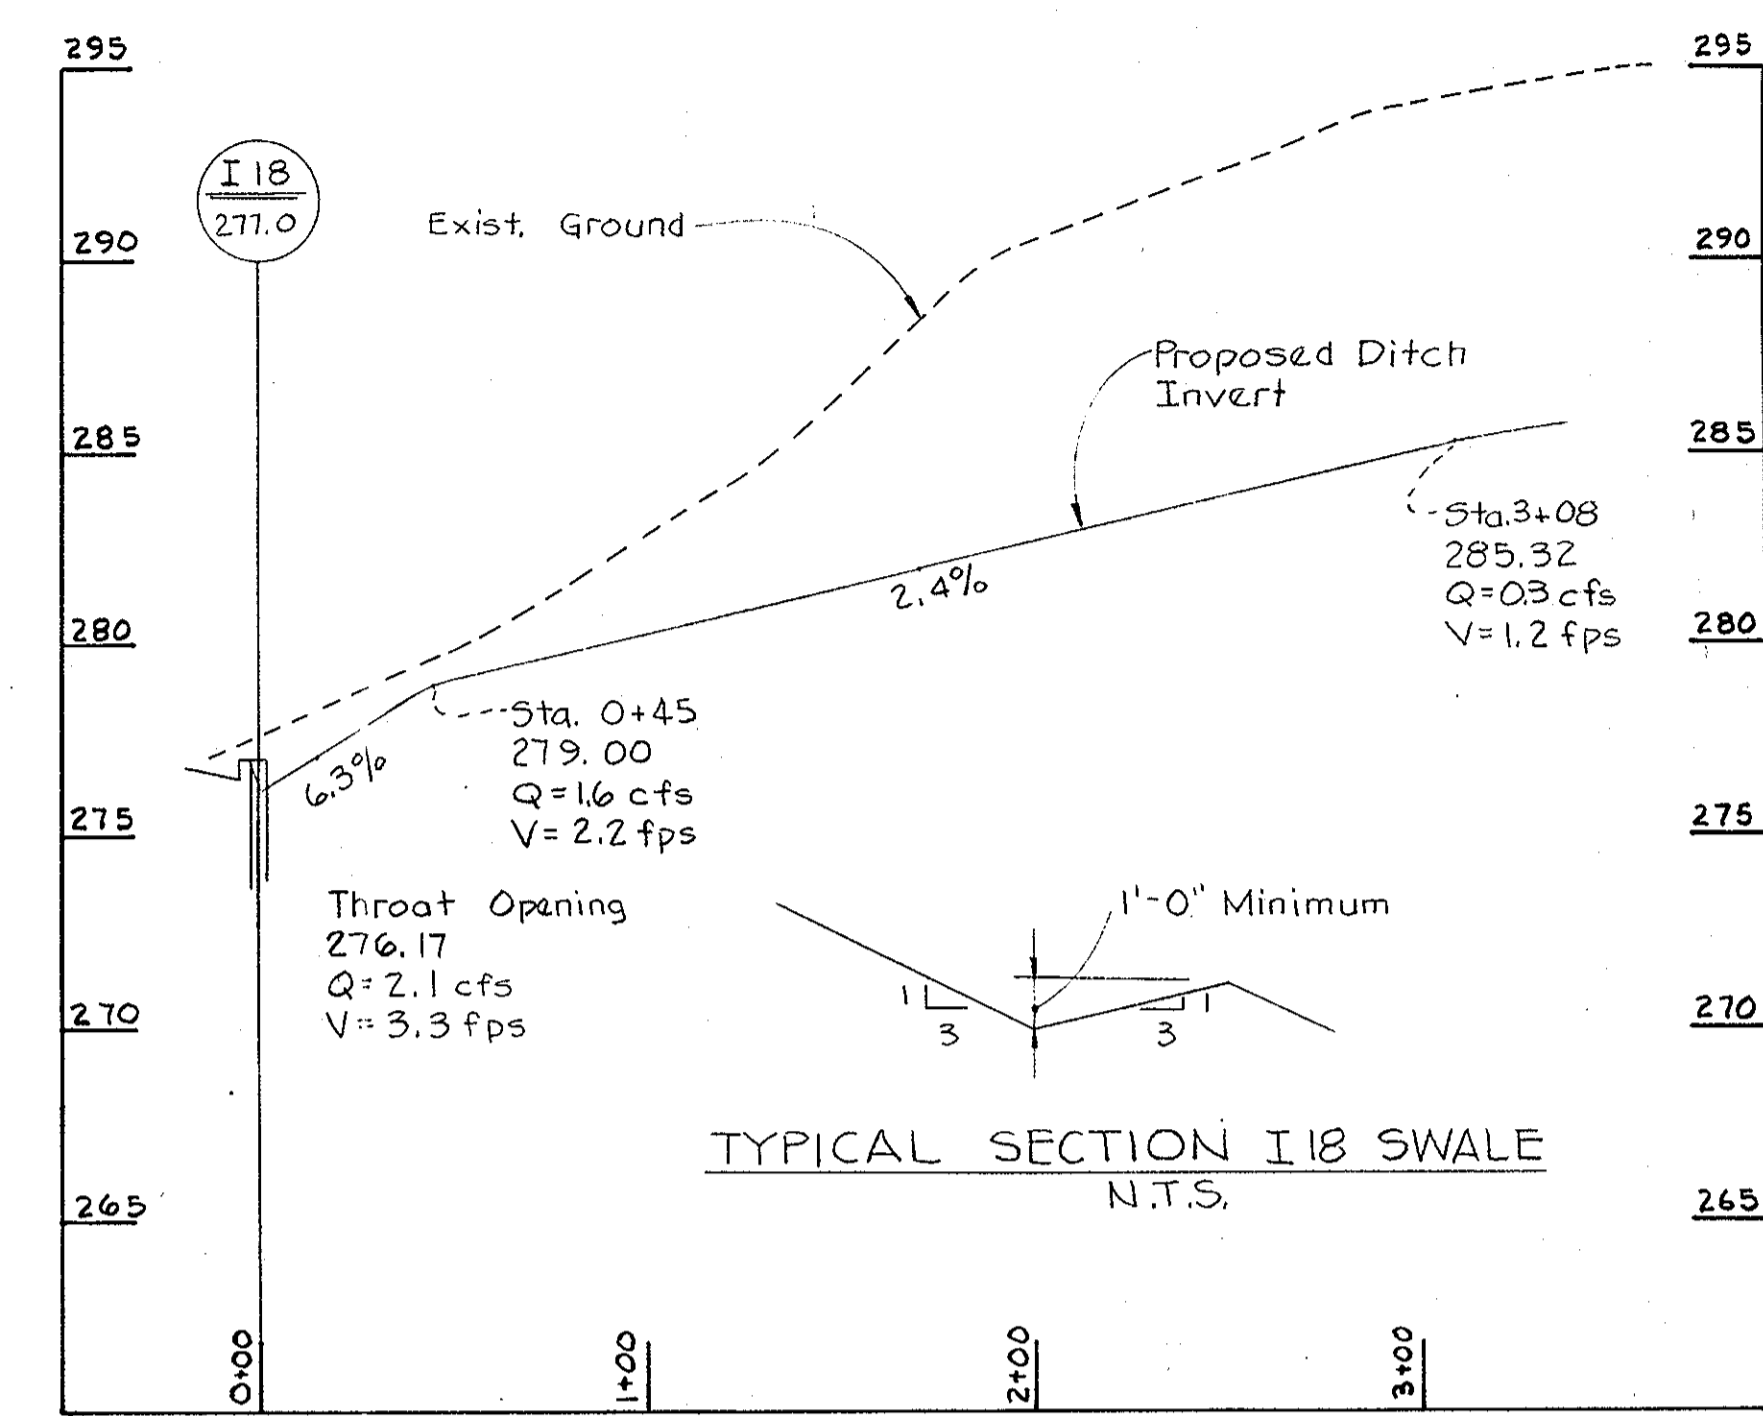 295
295
I 18
277.0
Exist. Ground
290
290
Proposed Ditch
Invert
285
285
Sta. 3+08
285.32
Q=0.3 cfs
V=1.2 fps
2.4%
280
280
Sta. 0+45
279.00
Q=1.6 cfs
V=2.2 fps
6.3%
275
275
Throat Opening
276.17
Q=2.1 cfs
V=3.3 fps
1'-0" Minimum
1
3
3
1
270
270
TYPICAL SECTION I 18 SWALE
N.T.S.
265
265
0+00
1+00
2+00
3+00